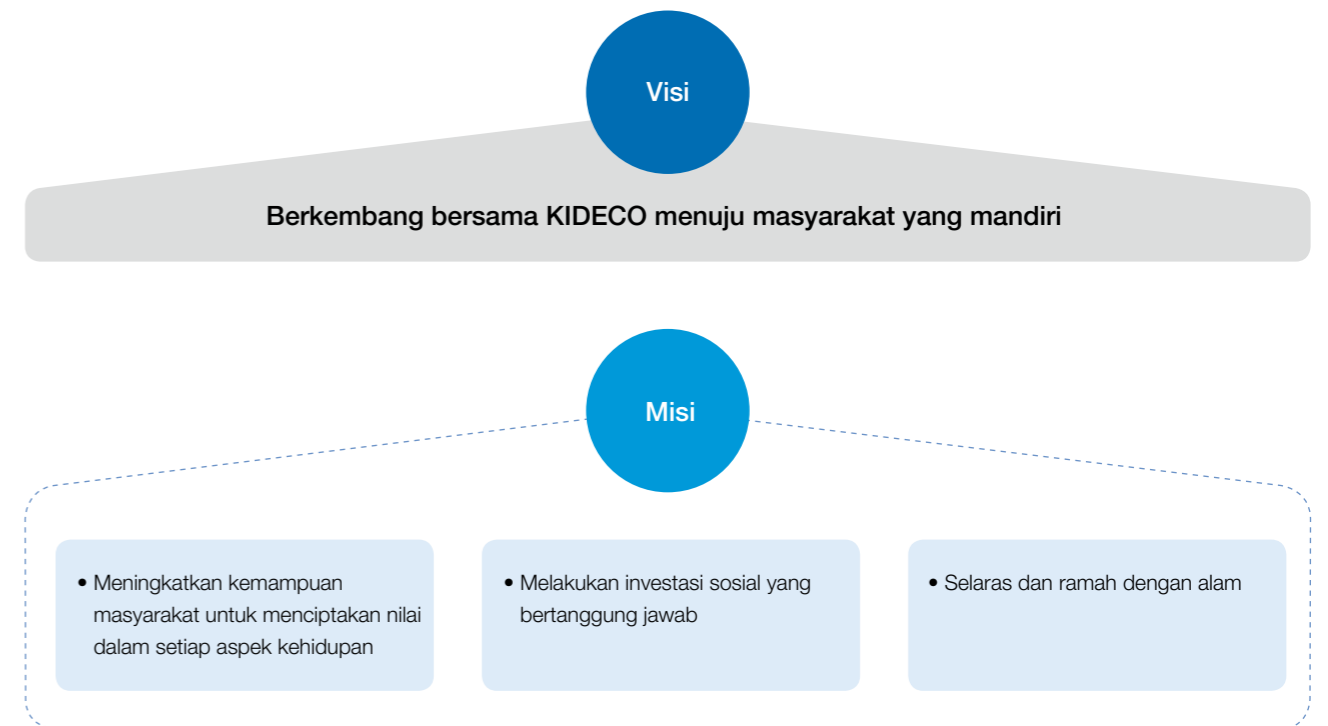 Visi
Berkembang bersama KIDECO menuju masyarakat yang mandiri
Misi
• Meningkatkan kemampuan
masyarakat untuk menciptakan nilai
dalam setiap aspek kehidupan
• Melakukan investasi sosial yang
bertanggung jawab
• Selaras dan ramah dengan alam